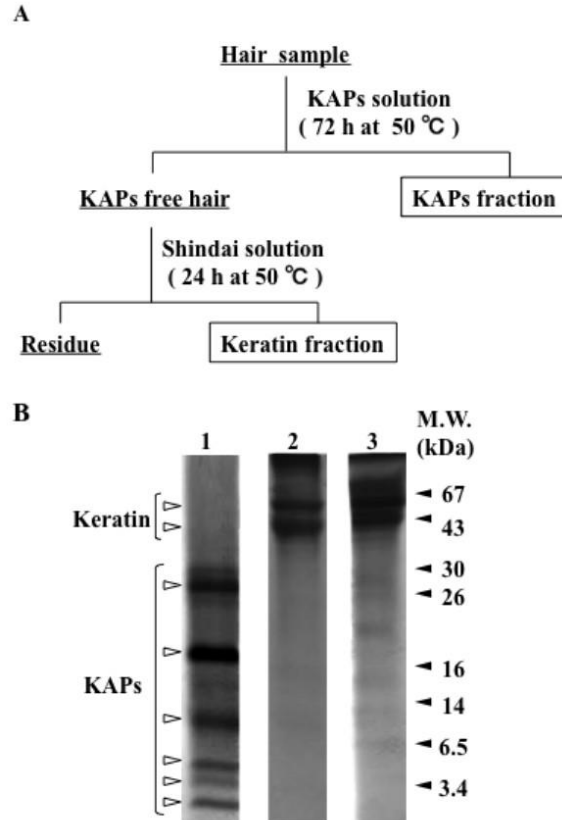 A
Hair sample
KAPs solution
( 72 h at 50 ℃ )
KAPs free hair
KAPs fraction
Shindai solution
( 24 h at 50 ℃ )
Residue
Keratin fraction
B
M.W.
(kDa)
1
2
3
Keratin
67
43
30
26
KAPs
16
14
6.5
3.4